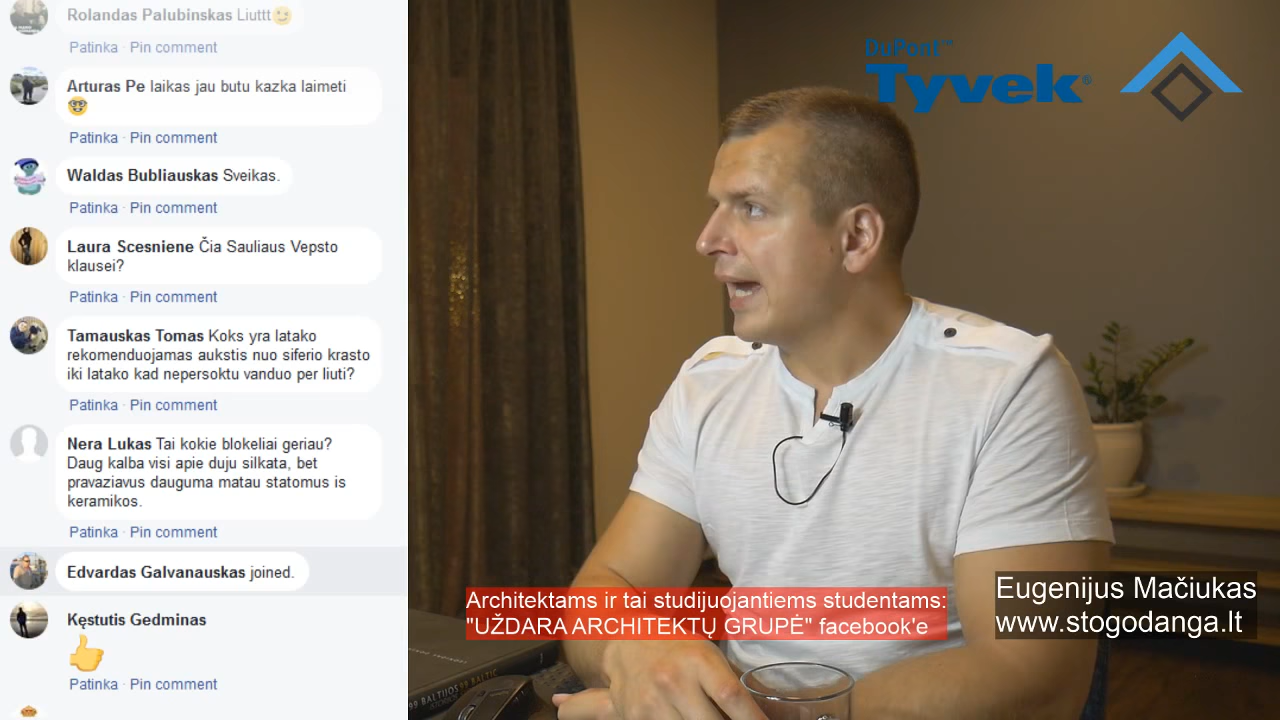 Rolandas Palubinskas Liuttt
Patinka · Pin comment
Arturas Pe laikas jau butu kazka laimeti
Patinka · Pin comment
Waldas Bubliauskas Sveikas.
Patinka · Pin comment
Laura Scesniene Čia Sauliaus Vepsto
klausei?
Patinka · Pin comment
Tamauskas Tomas Koks yra latako
rekomenduojamas aukstis nuo siferio krasto
iki latako kad nepersoktu vanduo per liuti?
Patinka · Pin comment
Nera Lukas Tai kokie blokeliai geriau?
Daug kalba visi apie duju silkata, bet
pravaziavus dauguma matau statomus is
keramikos.
Patinka · Pin comment
Edvardas Galvanauskas joined.
Kęstutis Gedminas
Patinka · Pin comment
DuPont™
Tyvek®
Architektams ir tai studijuojantiems studentams:
"UŽDARA ARCHITEKTŲ GRUPĖ" facebook'e
Eugenijus Mačiukas
www.stogodanga.lt
99 BALTIJOS
99 BALTIC